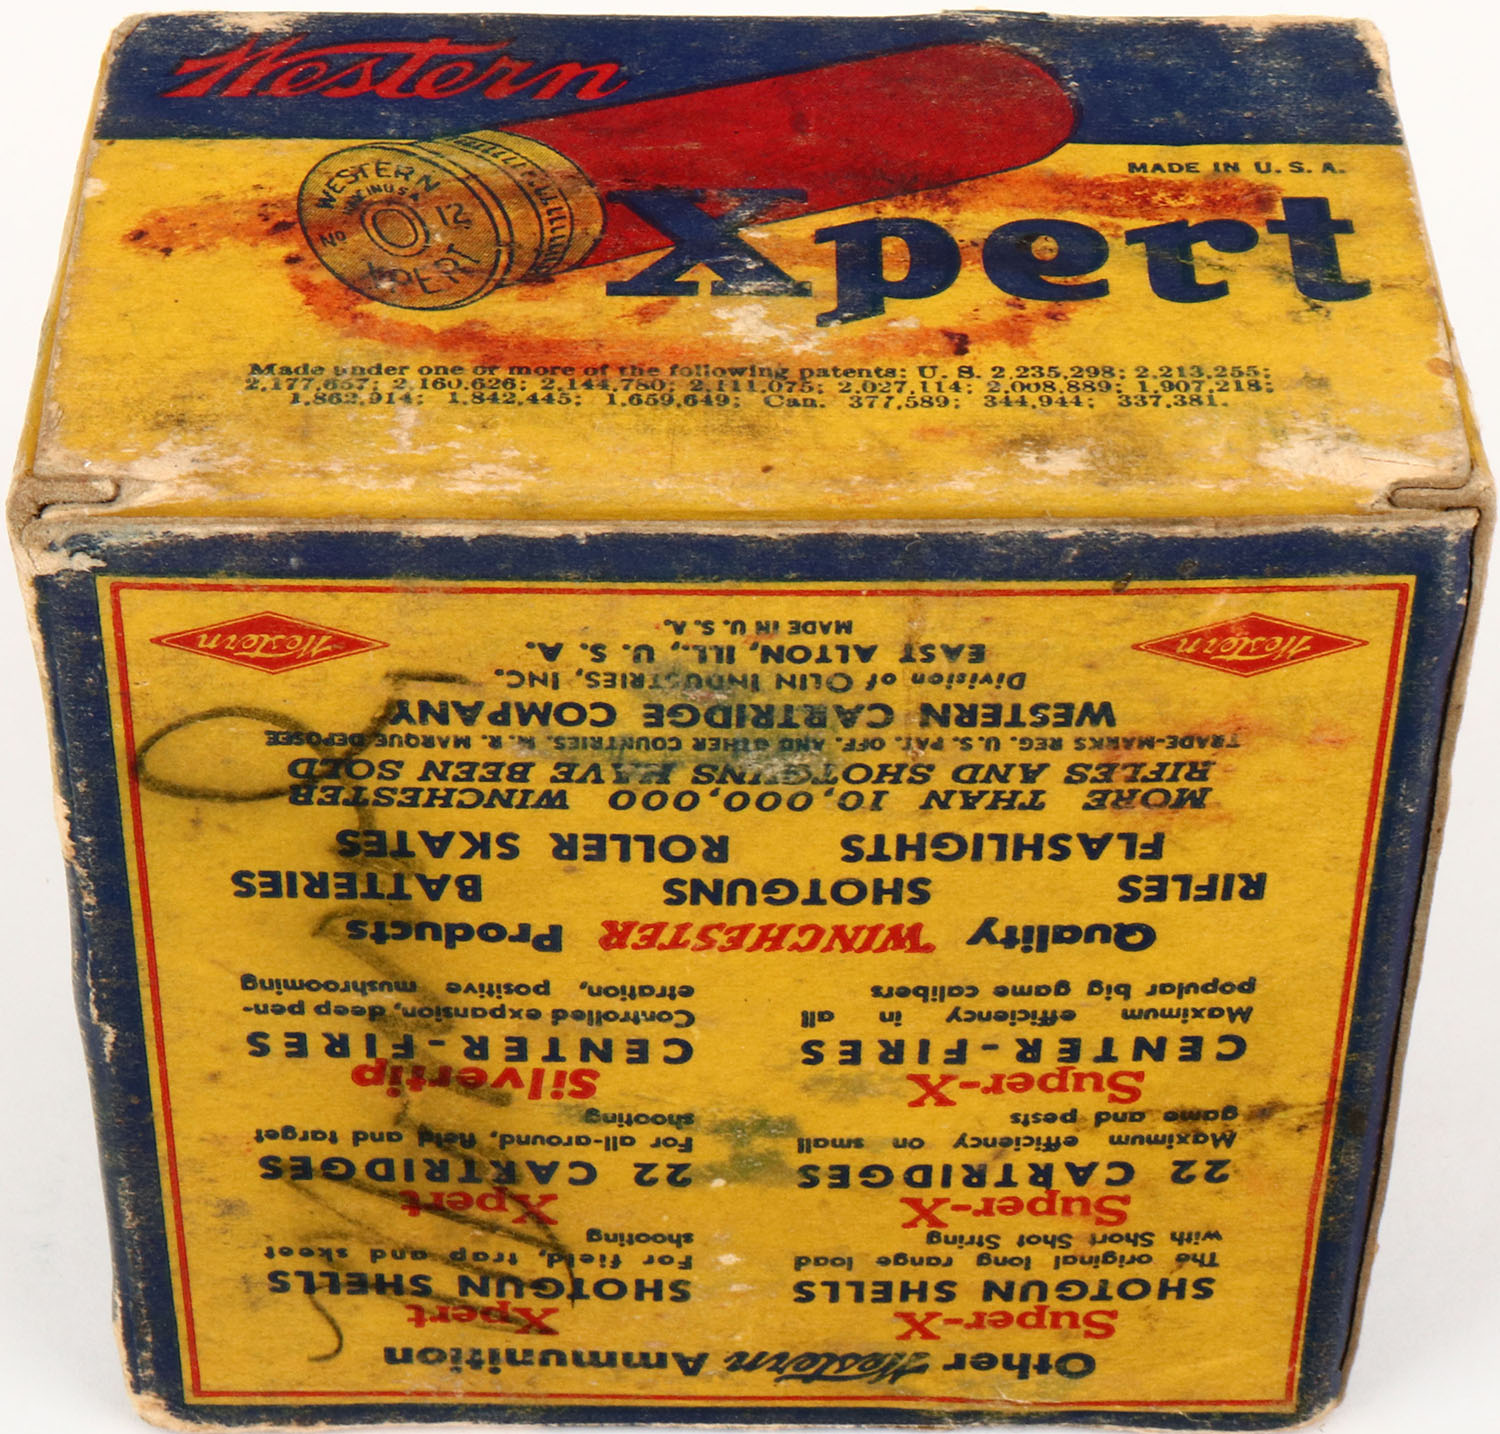 Western
MADE IN U. S. A.
WESTERN
MADE IN U S A
No 12
XPERT
Xpert
Made under one or more of the following patents: U. S. 2,235,298; 2,213,255;
2,177,657; 2,160,626; 2,144,780; 2,111,075; 2,027,114; 2,008,889; 1,907,218;
1,862,914; 1,842,445; 1,659,649; Can. 377,589; 344,944; 337,381.
Other Western Ammunition
Super-X
SHOTGUN SHELLS
The original long range load
with Short Shot String
Xpert
SHOTGUN SHELLS
For field, trap and skeet
shooting
Super-X
22 CARTRIDGES
Maximum efficiency on small
game and pests
Xpert
22 CARTRIDGES
For all-around, field and target
shooting
Super-X
CENTER-FIRES
Maximum efficiency in all
popular big game calibers
Silvertip
CENTER-FIRES
Controlled expansion, deep pen-
etration, positive mushrooming
Quality WINCHESTER Products
RIFLES SHOTGUNS BATTERIES
FLASHLIGHTS ROLLER SKATES
MORE THAN 10,000,000 WINCHESTER
RIFLES AND SHOTGUNS HAVE BEEN SOLD
TRADE-MARKS REG. U.S. PAT. OFF. AND OTHER COUNTRIES. M. R. MARQUE DEPOSEE
WESTERN CARTRIDGE COMPANY
Division of OLIN INDUSTRIES, INC.
EAST ALTON, ILL., U. S. A.
MADE IN U. S. A.
Western
Western